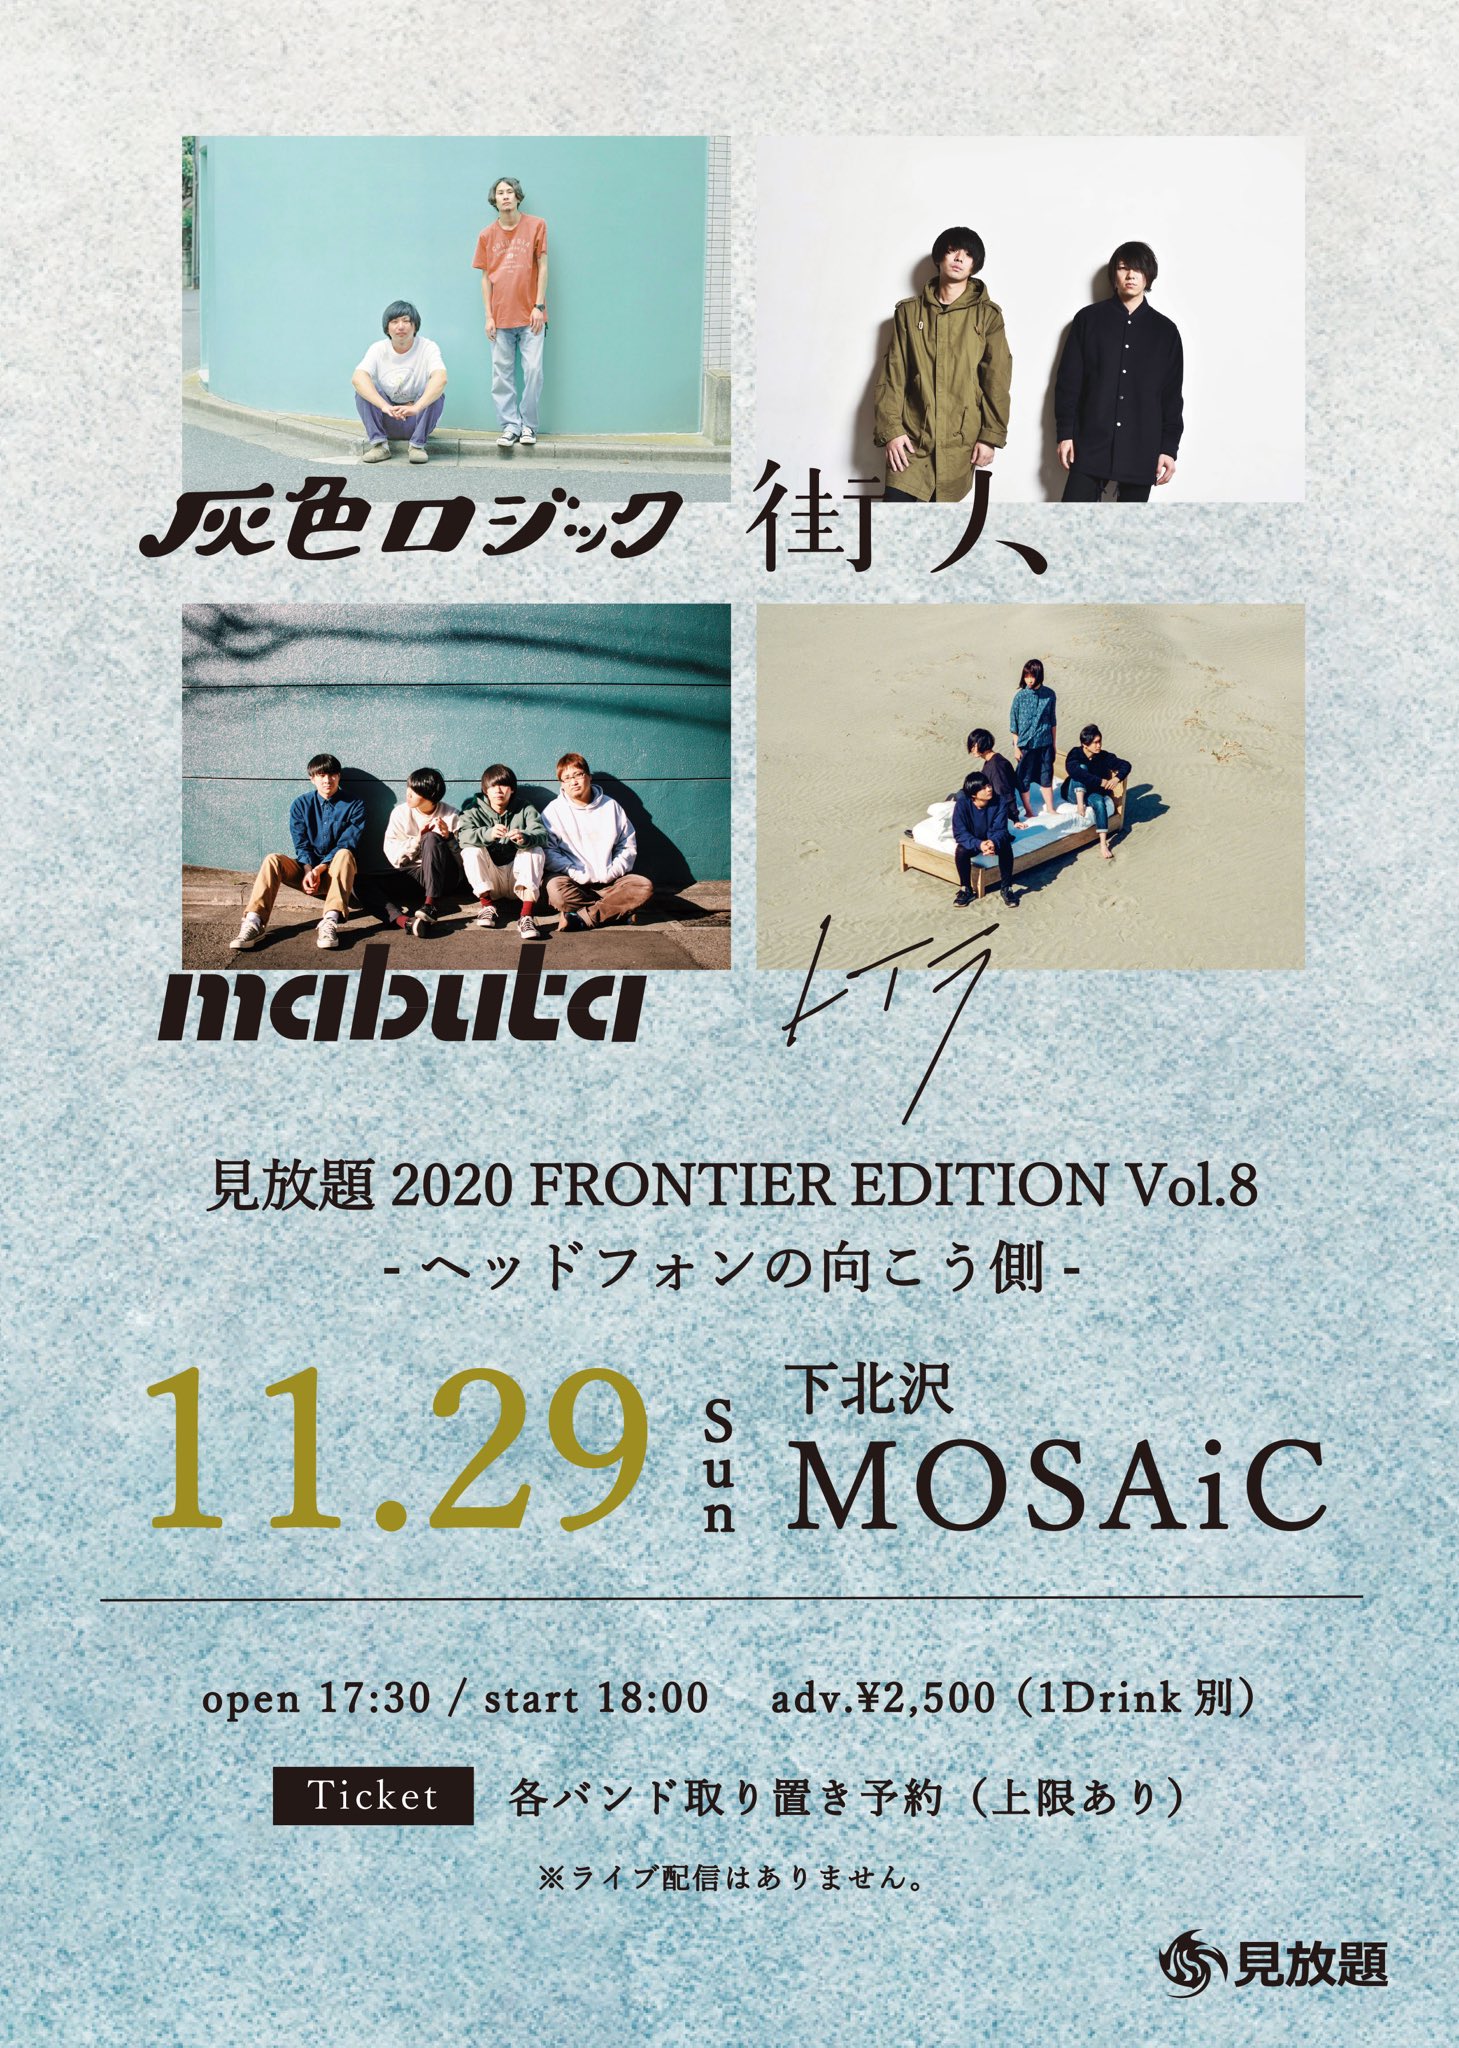 灰色ロジック
街人
mabuta
トイラ
見放題 2020 FRONTIER EDITION Vol.8
- ヘッドフォンの向こう側 -
11.29
Sun
下北沢
MOSAiC
open 17:30 / start 18:00
adv.¥2,500（1Drink 別）
Ticket
各バンド取り置き予約（上限あり）
※ライブ配信はありません。
見放題